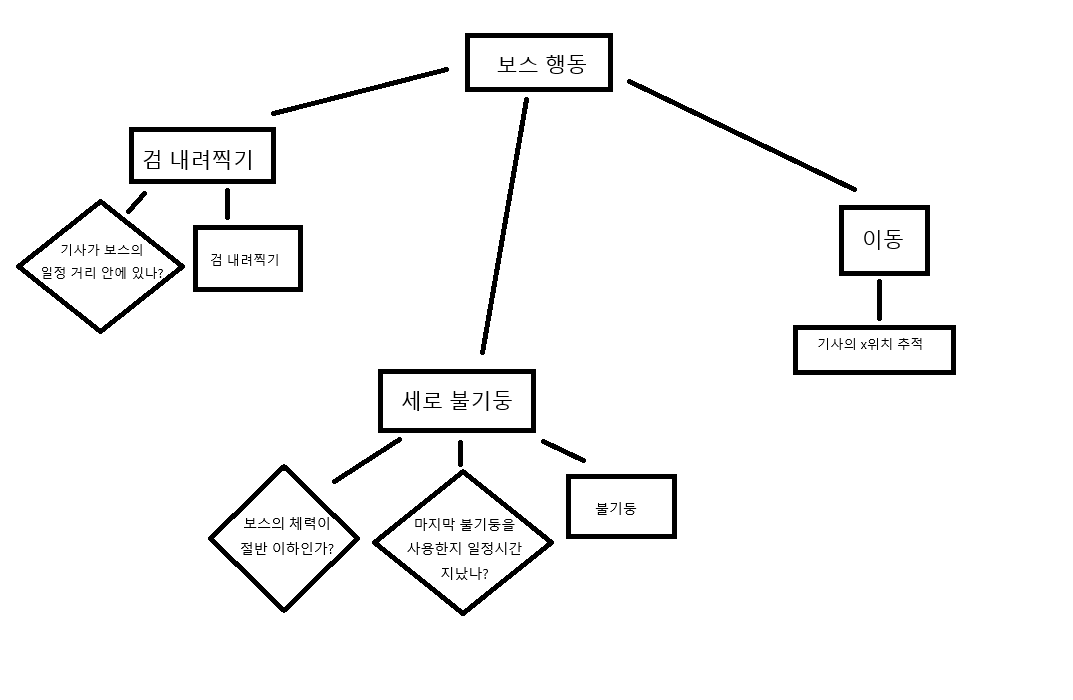 보스 행동
검 내려찍기
기사가 보스의
일정 거리 안에 있나?
검 내려찍기
이동
기사의 x위치 추적
세로 불기둥
보스의 체력이
절반 이하인가?
마지막 불기둥을
사용한지 일정시간
지났나?
불기둥